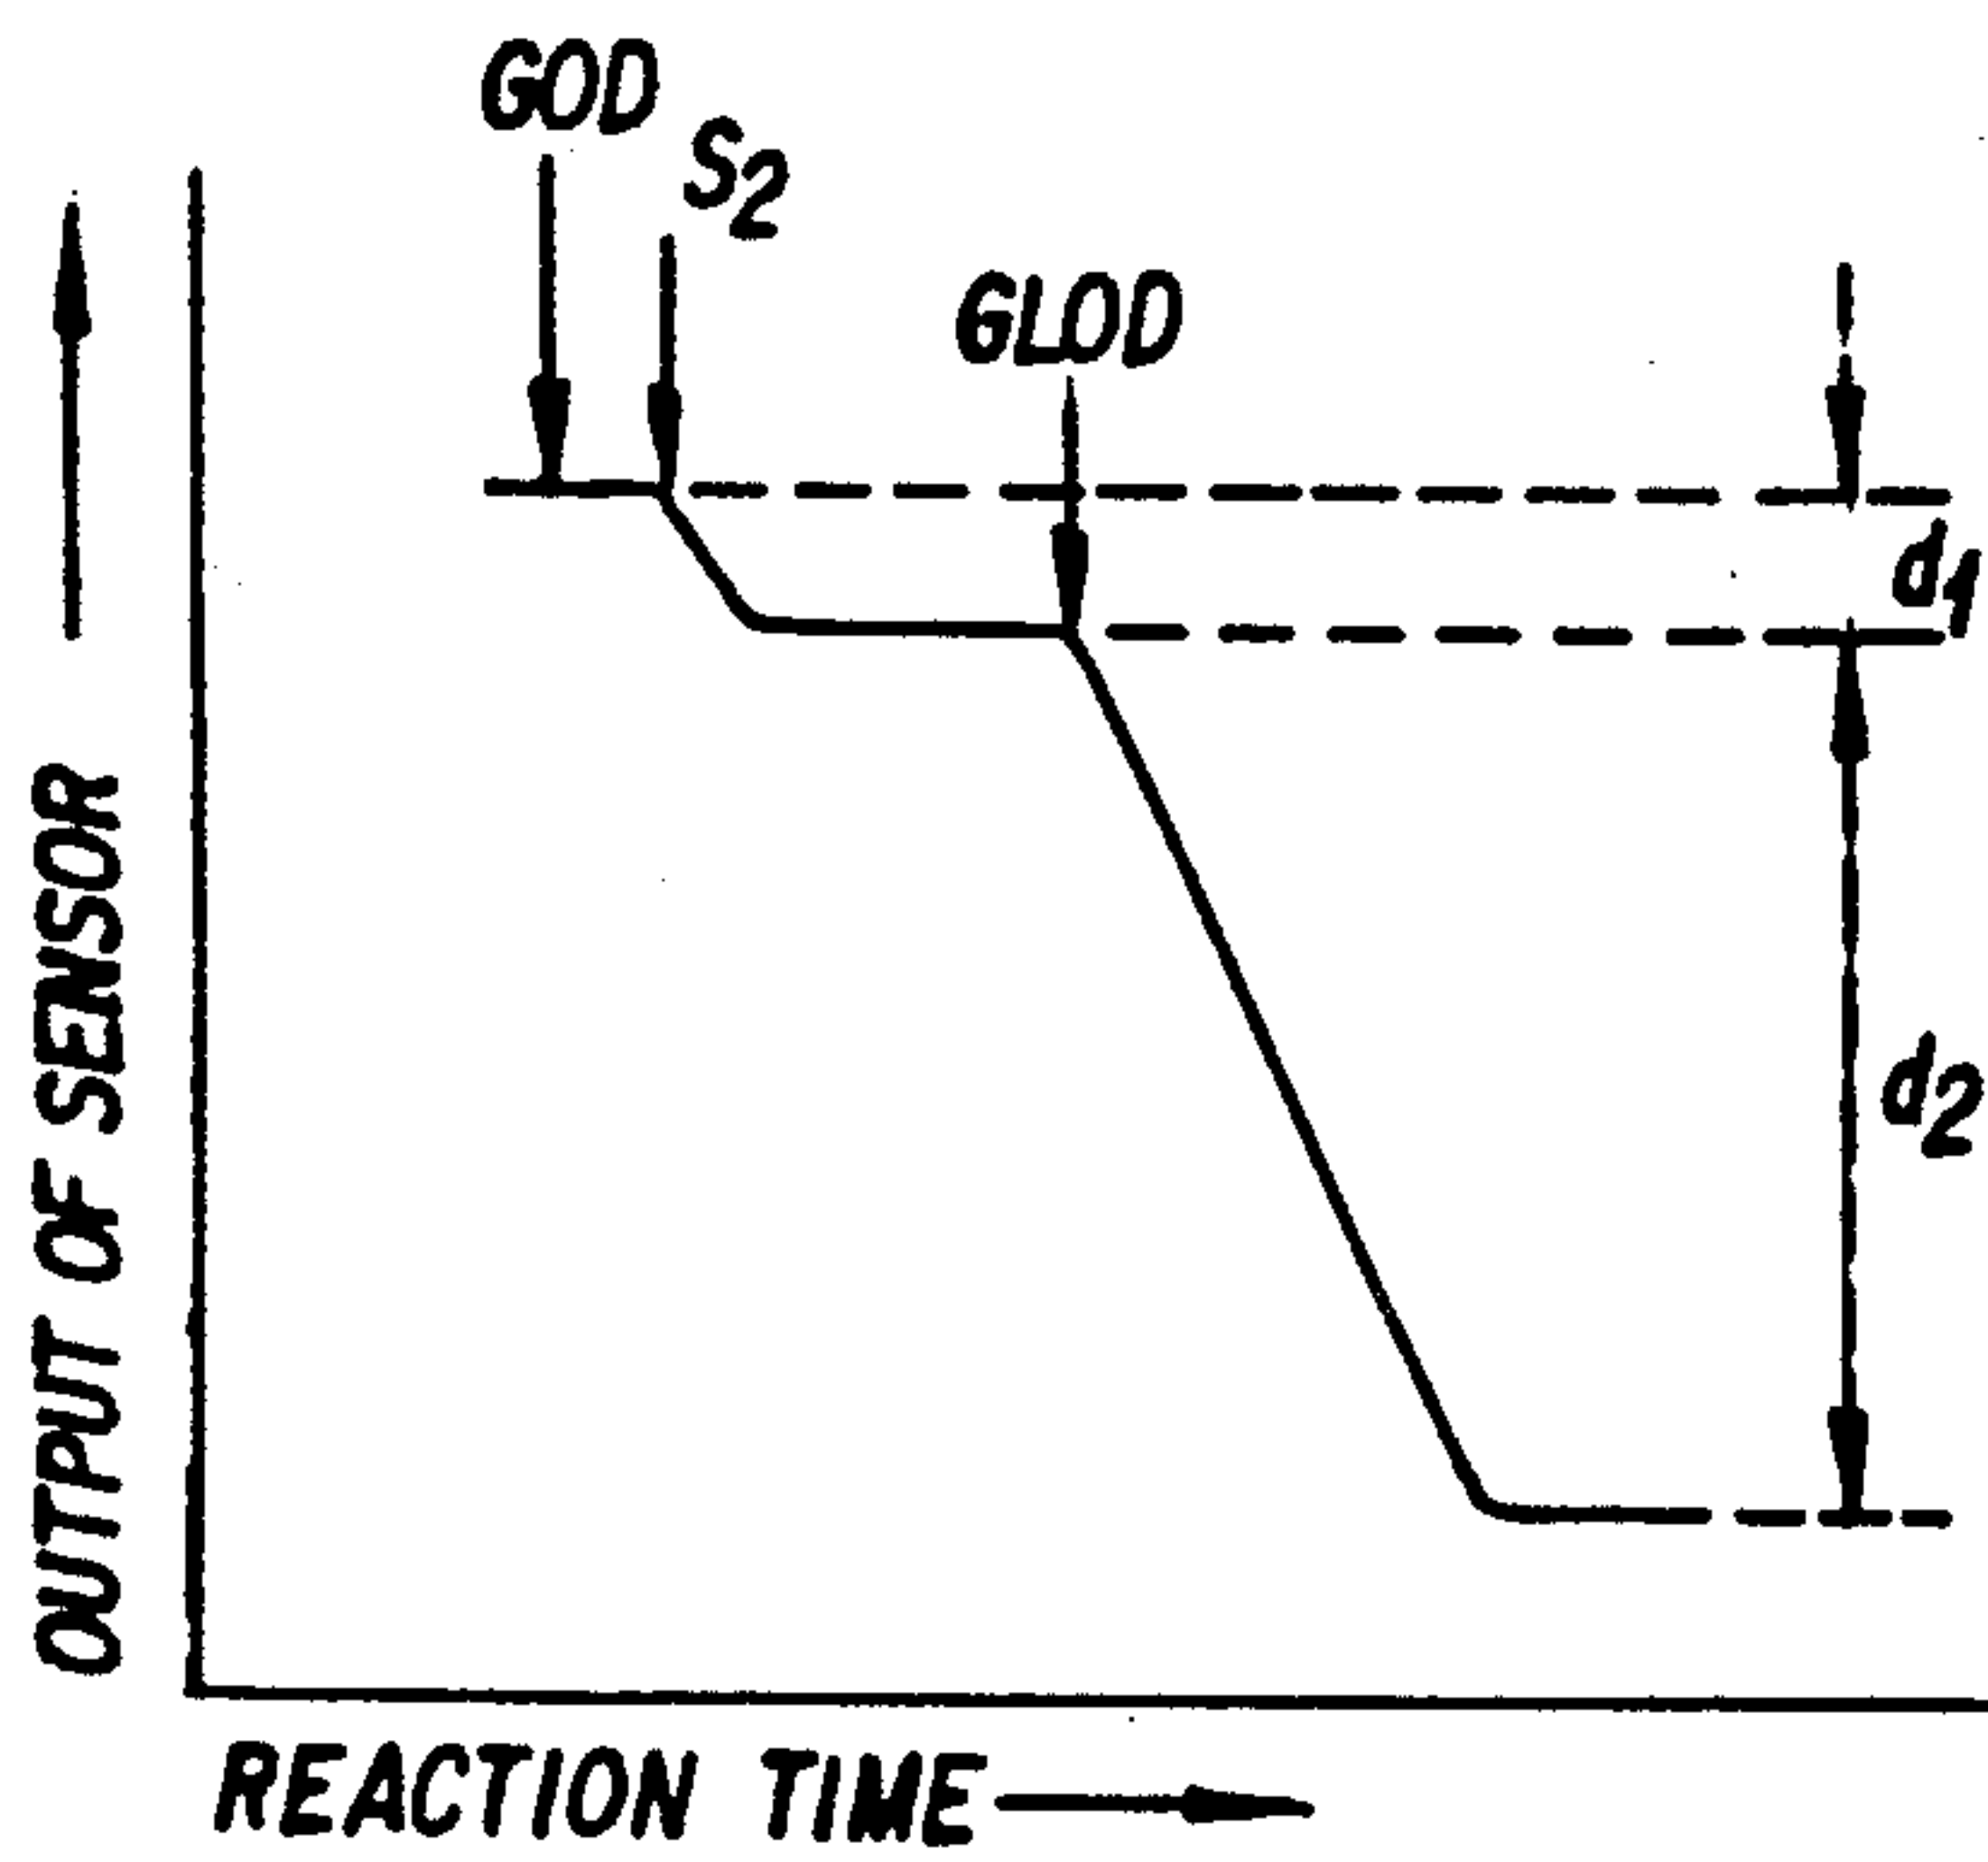 GOD
S2
GLOD
d1
d2
OUTPUT OF SENSOR
REACTION TIME